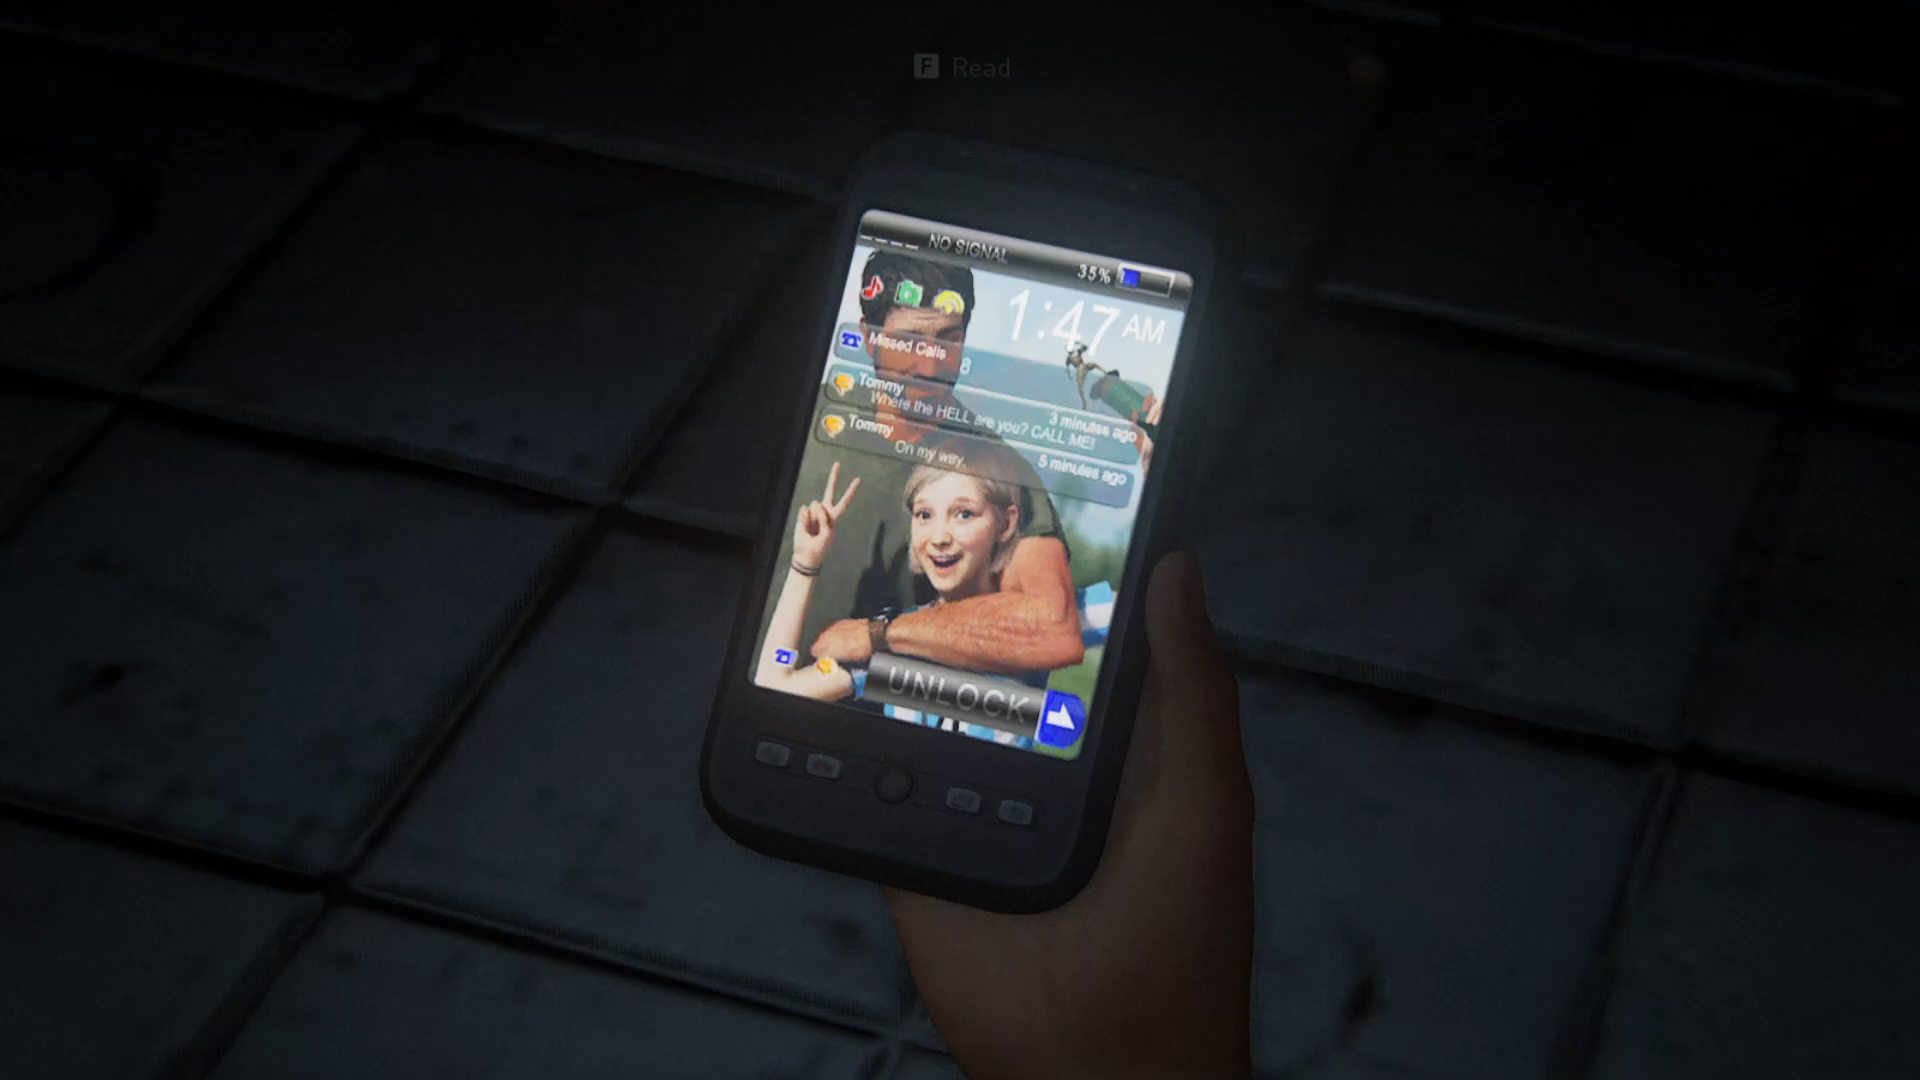 F Read
NO SIGNAL
35%
1:47 AM
Missed Calls
8
Tommy
3 minutes ago
Where the HELL are you? CALL ME!
Tommy
5 minutes ago
On my way.
UNLOCK